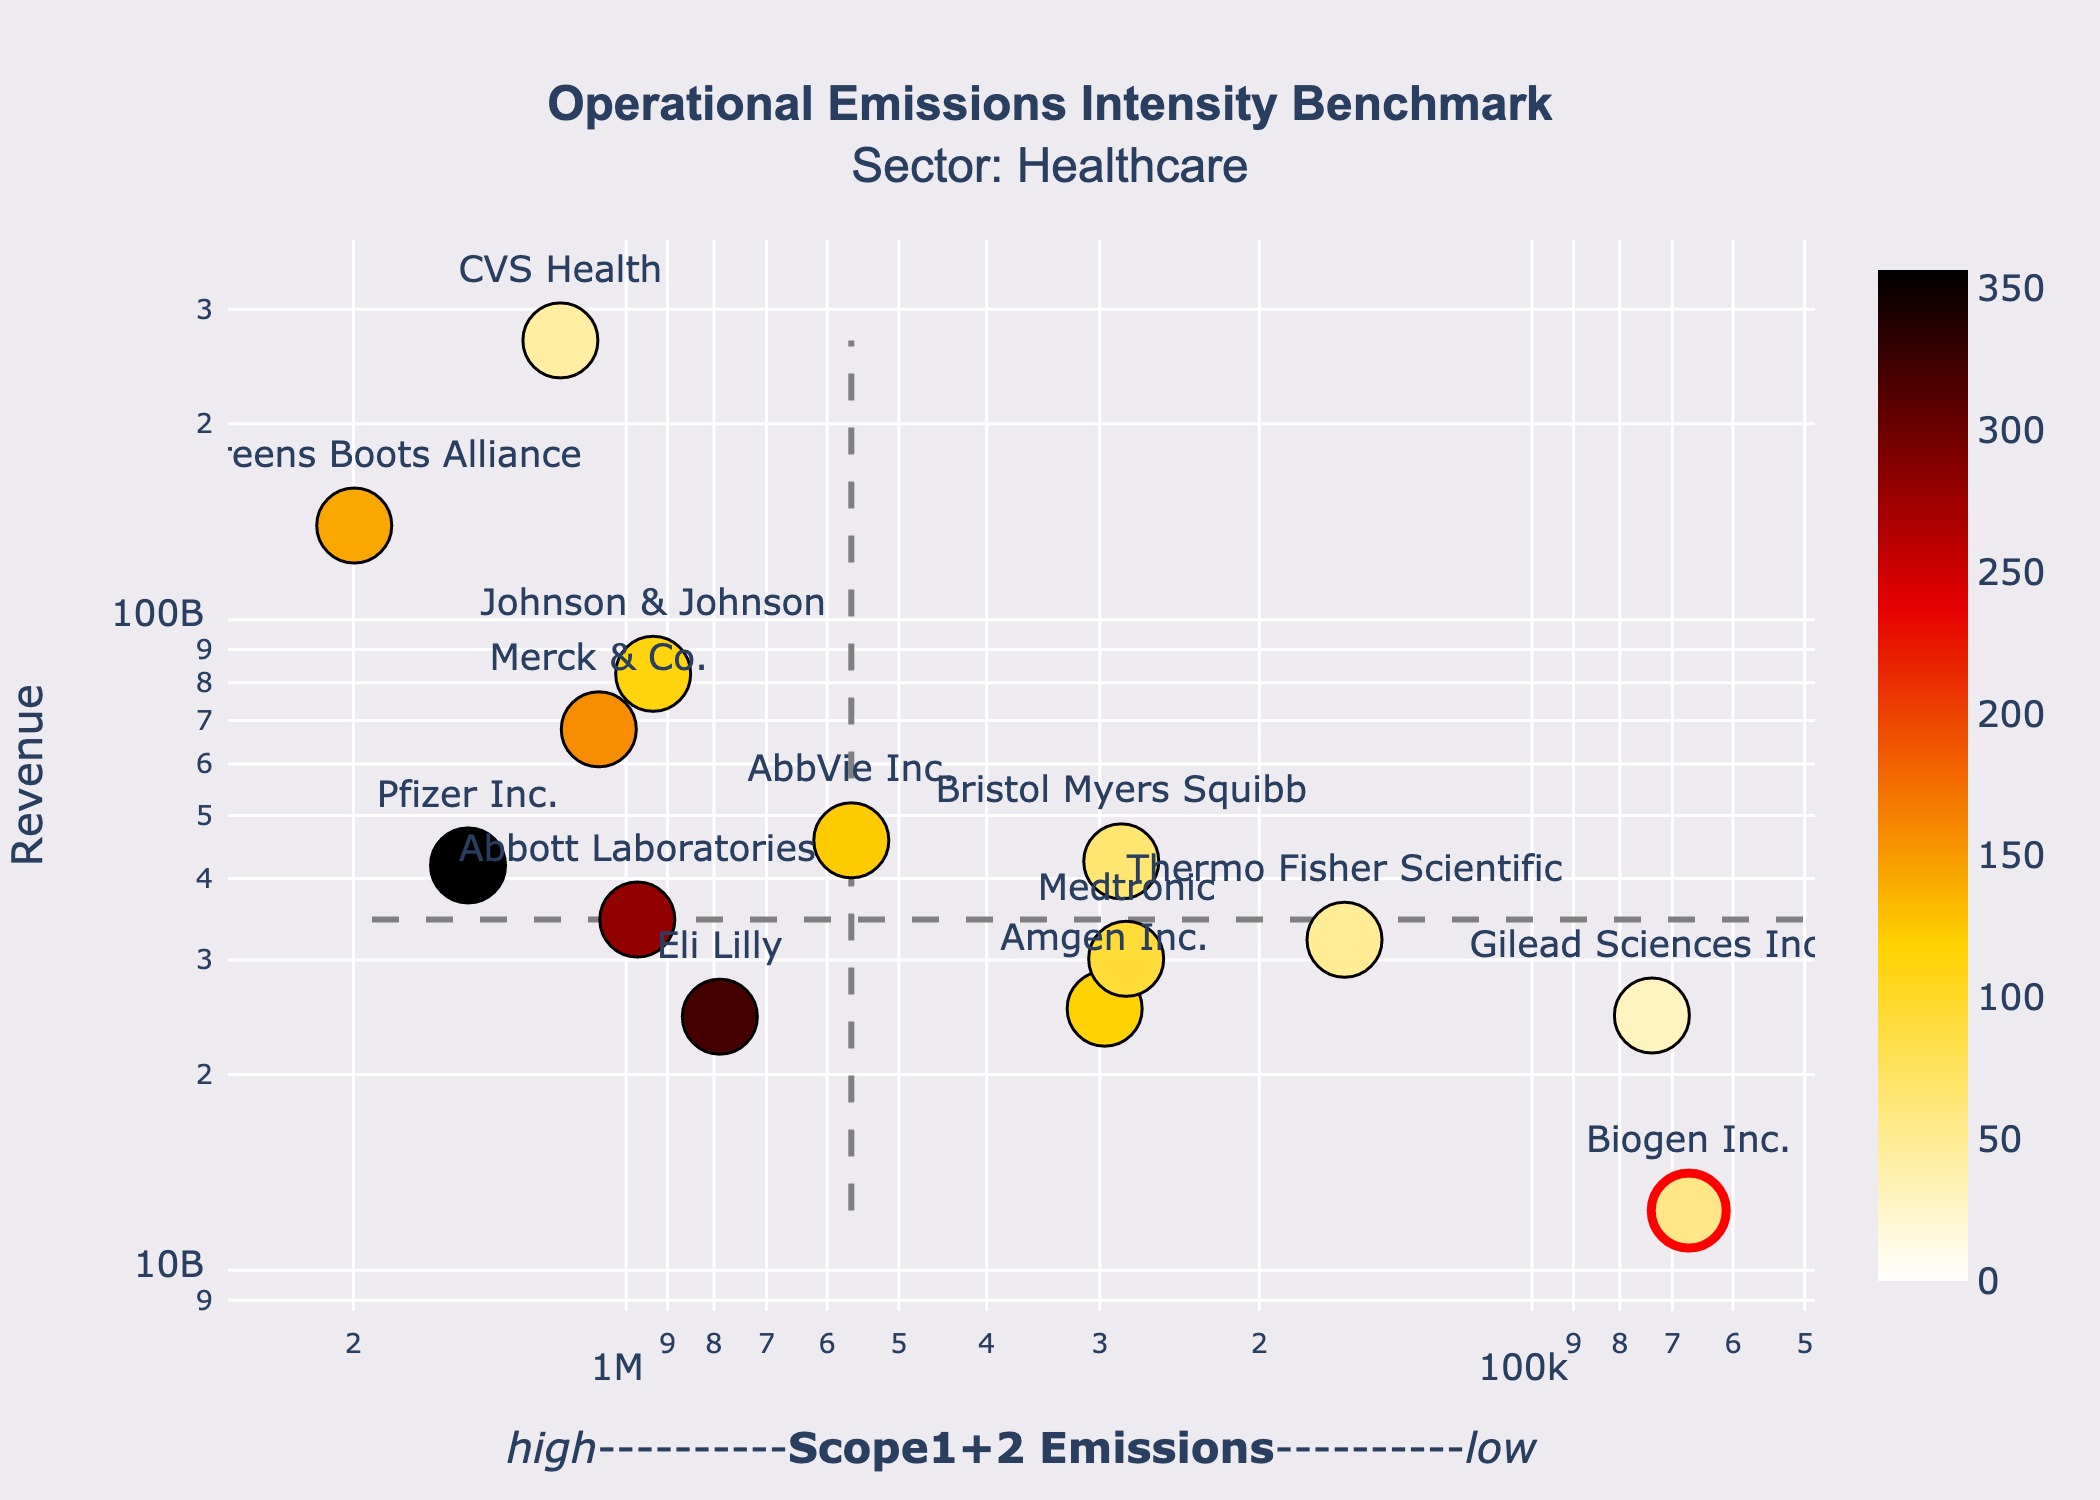 Operational Emissions Intensity Benchmark
Sector: Healthcare
CVS Health
reens Boots Alliance
Johnson & Johnson
Merck & Co.
AbbVie Inc.
Pfizer Inc.
Bristol Myers Squibb
Abbott Laboratories
Thermo Fisher Scientific
Medtronic
Amgen Inc.
Eli Lilly
Gilead Sciences Inc
Biogen Inc.
Revenue
3
2
100B
9
8
7
6
5
4
3
2
10B
9
2
1M
9
8
7
6
5
4
3
2
100k
9
8
7
6
5
high----------Scope1+2 Emissions----------low
350
300
250
200
150
100
50
0